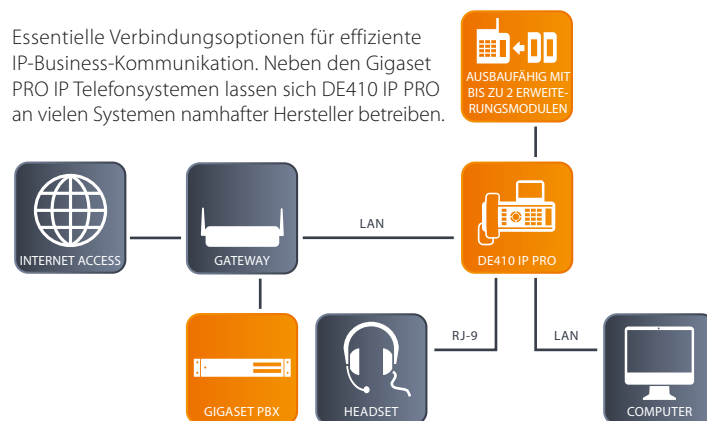 Essentielle Verbindungsoptionen für effiziente
IP-Business-Kommunikation. Neben den Gigaset
PRO IP Telefonsystemen lassen sich DE410 IP PRO
an vielen Systemen namhafter Hersteller betreiben.
AUSBAUFÄHIG MIT
BIS ZU 2 ERWEITE-
RUNGSMODULEN
INTERNET ACCESS
GATEWAY
LAN
DE410 IP PRO
GIGASET PBX
HEADSET
RJ-9
LAN
COMPUTER